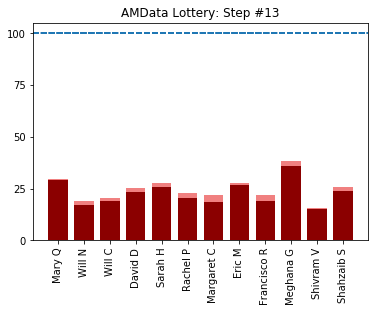 AMData Lottery: Step #13
100
75
50
25
0
Mary Q
Will N
Will C
David D
Sarah H
Rachel P
Margaret C
Eric M
Francisco R
Meghana G
Shivram V
Shahzaib S